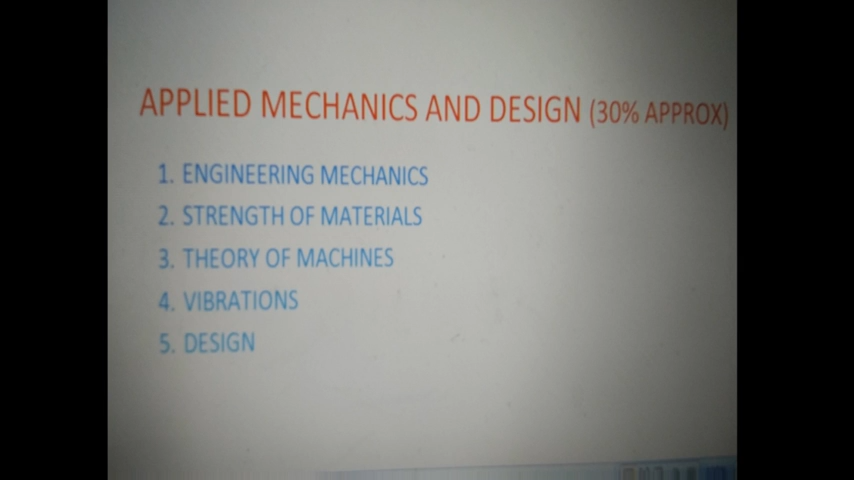 APPLIED MECHANICS AND DESIGN (30% APPROX)
1. ENGINEERING MECHANICS
2. STRENGTH OF MATERIALS
3. THEORY OF MACHINES
4. VIBRATIONS
5. DESIGN